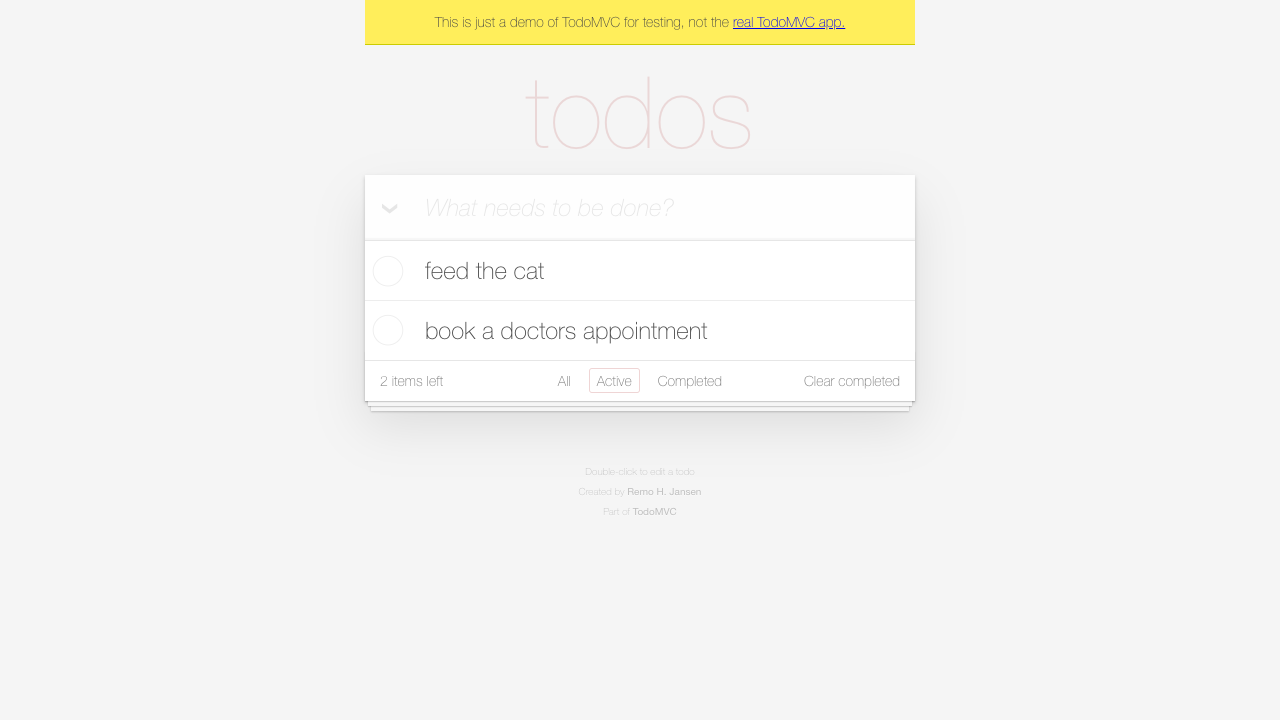 This is just a demo of TodoMVC for testing, not the real TodoMVC app.
todos
What needs to be done?
feed the cat
book a doctors appointment
2 items left All Active Completed Clear completed
Double-click to edit a todo
Created by Remo H. Jansen
Part of TodoMVC